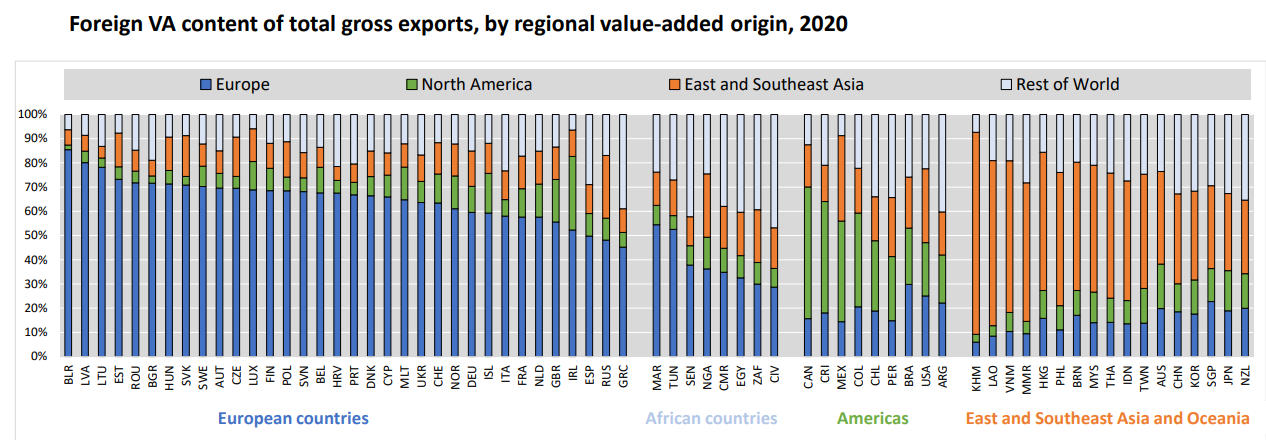 Foreign VA content of total gross exports, by regional value-added origin, 2020
Europe North America East and Southeast Asia Rest of World
100%
90%
80%
70%
60%
50%
40%
30%
20%
10%
0%
BLR LVA LTU EST ROU BGR HUN SVK SWE AUT CZE LUX FIN POL SVN BEL HRV PRT DNK CYP MLT UKR CHE NOR DEU ISL ITA FRA NLD GBR IRL ESP RUS GRC MAR TUN SEN NGA CMR EGY ZAF CIV CAN CRI MEX COL CHL PER BRA USA ARG KHM LAO VNM MMR HKG PHL BRN MYS THA IDN TWN AUS CHN KOR SGP JPN NZL
European countries African countries Americas East and Southeast Asia and Oceania